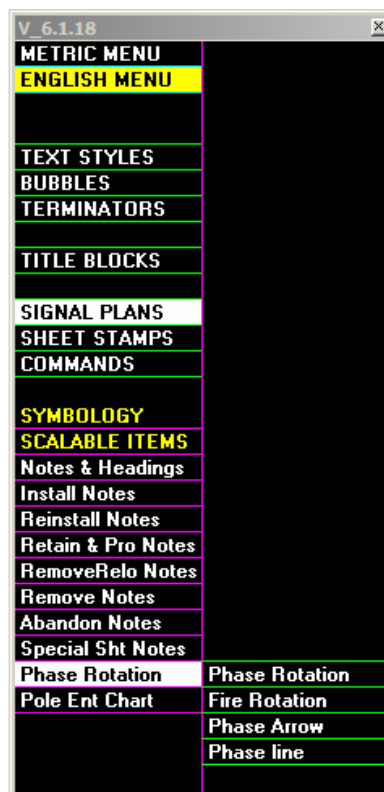 V_6.1.18
METRIC MENU
ENGLISH MENU
TEXT STYLES
BUBBLES
TERMINATORS
TITLE BLOCKS
SIGNAL PLANS
SHEET STAMPS
COMMANDS
SYMBOLOGY
SCALABLE ITEMS
Notes & Headings
Install Notes
Reinstall Notes
Retain & Pro Notes
RemoveRelo Notes
Remove Notes
Abandon Notes
Special Sht Notes
Phase Rotation Phase Rotation
Pole Ent Chart Fire Rotation
Phase Arrow
Phase line